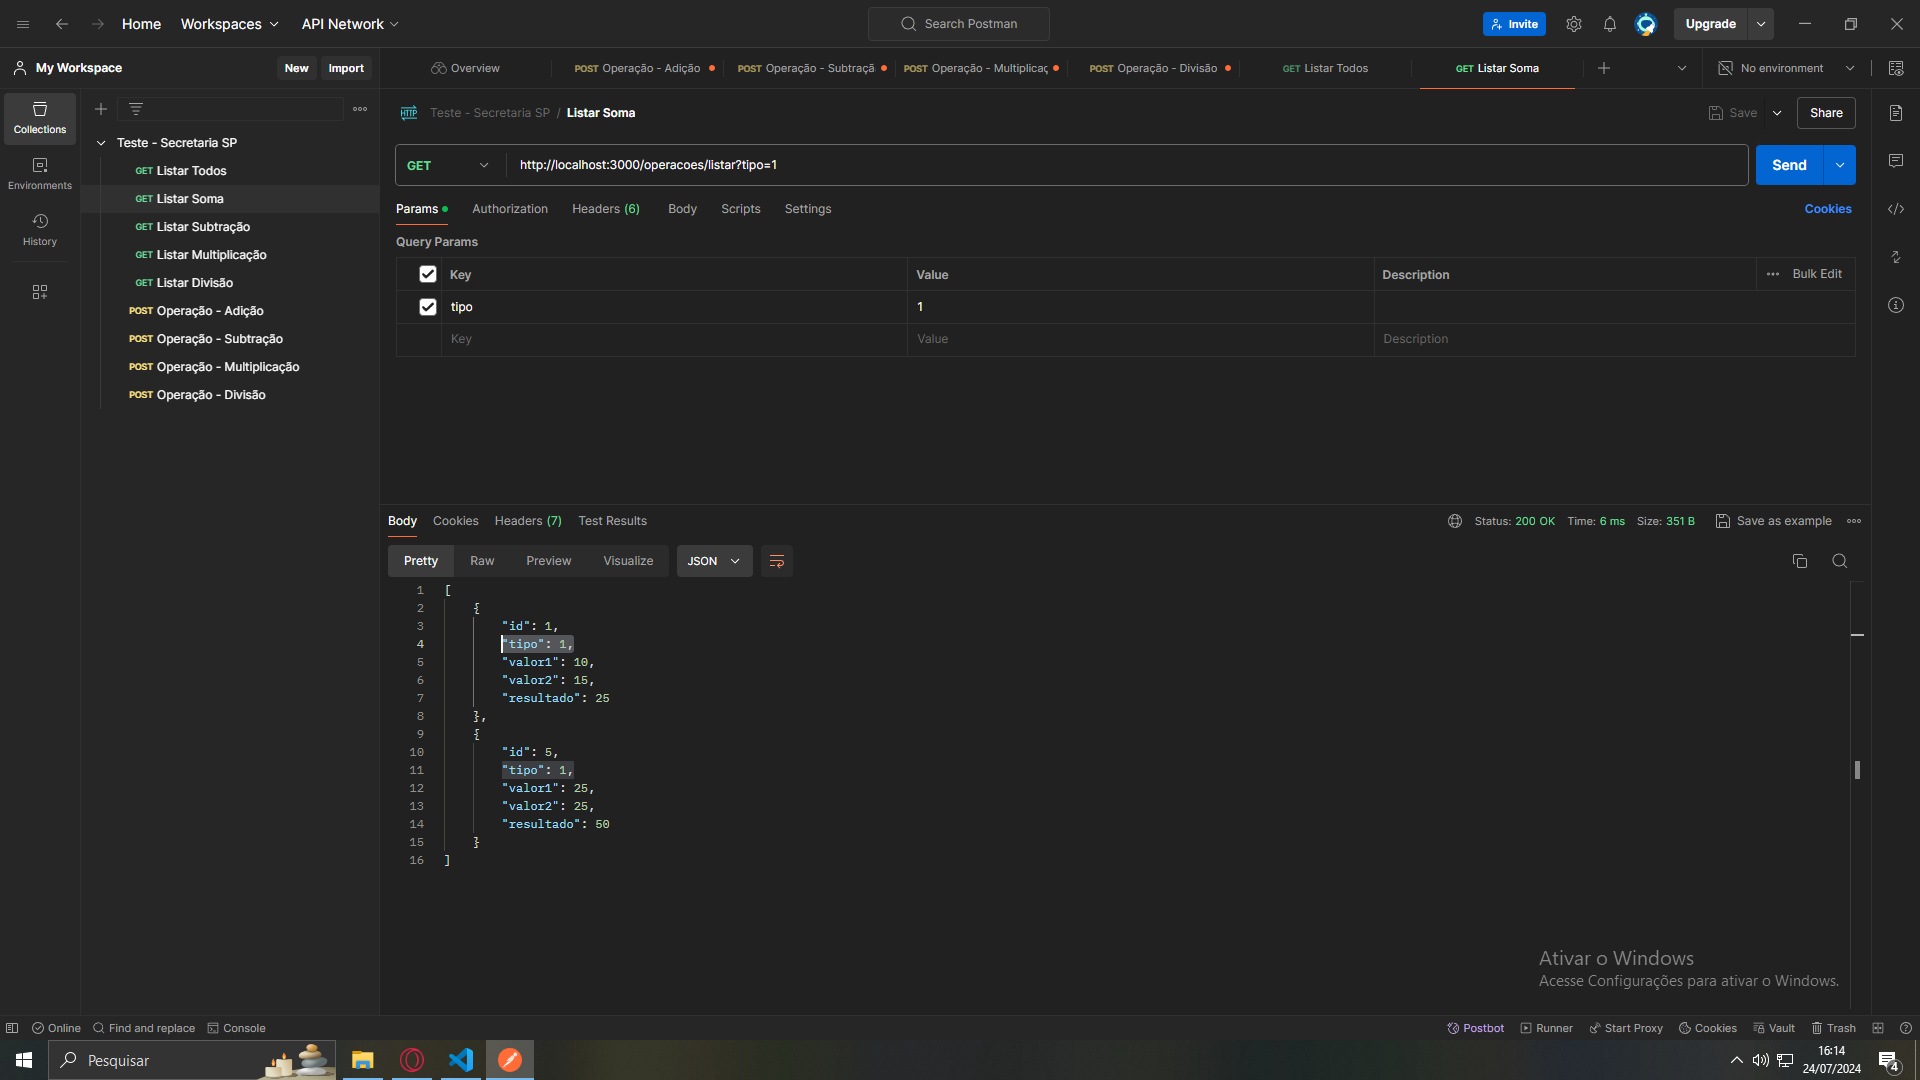 Home
Workspaces
API Network
Search Postman
Invite
Upgrade
My Workspace
New
Import
Overview
POST Operação - Adição
POST Operação - Subtraçã
POST Operação - Multiplicaç
POST Operação - Divisão
GET Listar Todos
GET Listar Soma
No environment
Collections
Environments
History
Teste - Secretaria SP
GET Listar Todos
GET Listar Soma
GET Listar Subtração
GET Listar Multiplicação
GET Listar Divisão
POST Operação - Adição
POST Operação - Subtração
POST Operação - Multiplicação
POST Operação - Divisão
HTTP Teste - Secretaria SP / Listar Soma
Save
Share
GET http://localhost:3000/operacoes/listar?tipo=1
Send
Params Authorization Headers (6) Body Scripts Settings
Cookies
Query Params
Key Value Description Bulk Edit
tipo 1
Key Value Description
Body Cookies Headers (7) Test Results
Status: 200 OK Time: 6 ms Size: 351 B Save as example
Pretty Raw Preview Visualize JSON
1 [
2 {
3 "id": 1,
4 "tipo": 1,
5 "valor1": 10,
6 "valor2": 15,
7 "resultado": 25
8 },
9 {
10 "id": 5,
11 "tipo": 1,
12 "valor1": 25,
13 "valor2": 25,
14 "resultado": 50
15 }
16 ]
Ativar o Windows
Acesse Configurações para ativar o Windows.
Online Find and replace Console
Postbot Runner Start Proxy Cookies Vault Trash
Pesquisar
16:14
24/07/2024
4